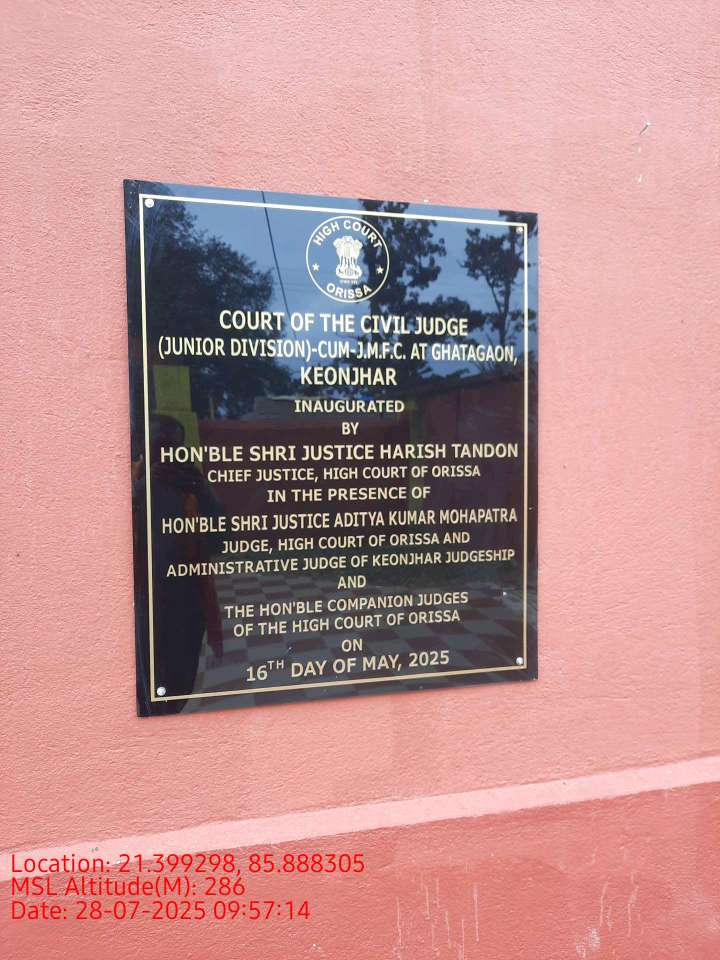 HIGH COURT
ORISSA
COURT OF THE CIVIL JUDGE
(JUNIOR DIVISION)-CUM-J.M.F.C. AT GHATAGAON,
KEONJHAR
INAUGURATED
BY
HON'BLE SHRI JUSTICE HARISH TANDON
CHIEF JUSTICE, HIGH COURT OF ORISSA
IN THE PRESENCE OF
HON'BLE SHRI JUSTICE ADITYA KUMAR MOHAPATRA
JUDGE, HIGH COURT OF ORISSA AND
ADMINISTRATIVE JUDGE OF KEONJHAR JUDGESHIP
AND
THE HON'BLE COMPANION JUDGES
OF THE HIGH COURT OF ORISSA
ON
16TH DAY OF MAY, 2025
Location: 21.399298, 85.888305
MSL Altitude(M): 286
Date: 28-07-2025 09:57:14